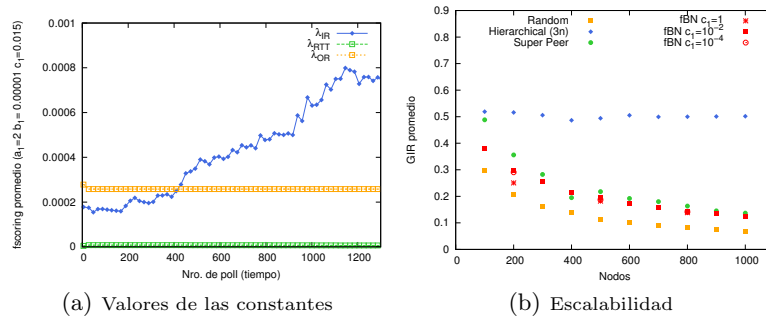 0.001
0.0008
0.0006
0.0004
0.0002
0
0 200 400 600 800 1000 1200
fscoring promedio (a₁=2 b₁= 0.00001 c₁=0.015)
Nro. de poll (tiempo)
λIR
λRTT
λOR
(a) Valores de las constantes
Random
Hierarchical (3n)
Super Peer
fBN c₁=1
fBN c₁=10⁻²
fBN c₁=10⁻⁴
0.9
0.8
0.7
0.6
0.5
0.4
0.3
0.2
0.1
0
0 200 400 600 800 1000
GIR promedio
Nodos
(b) Escalabilidad